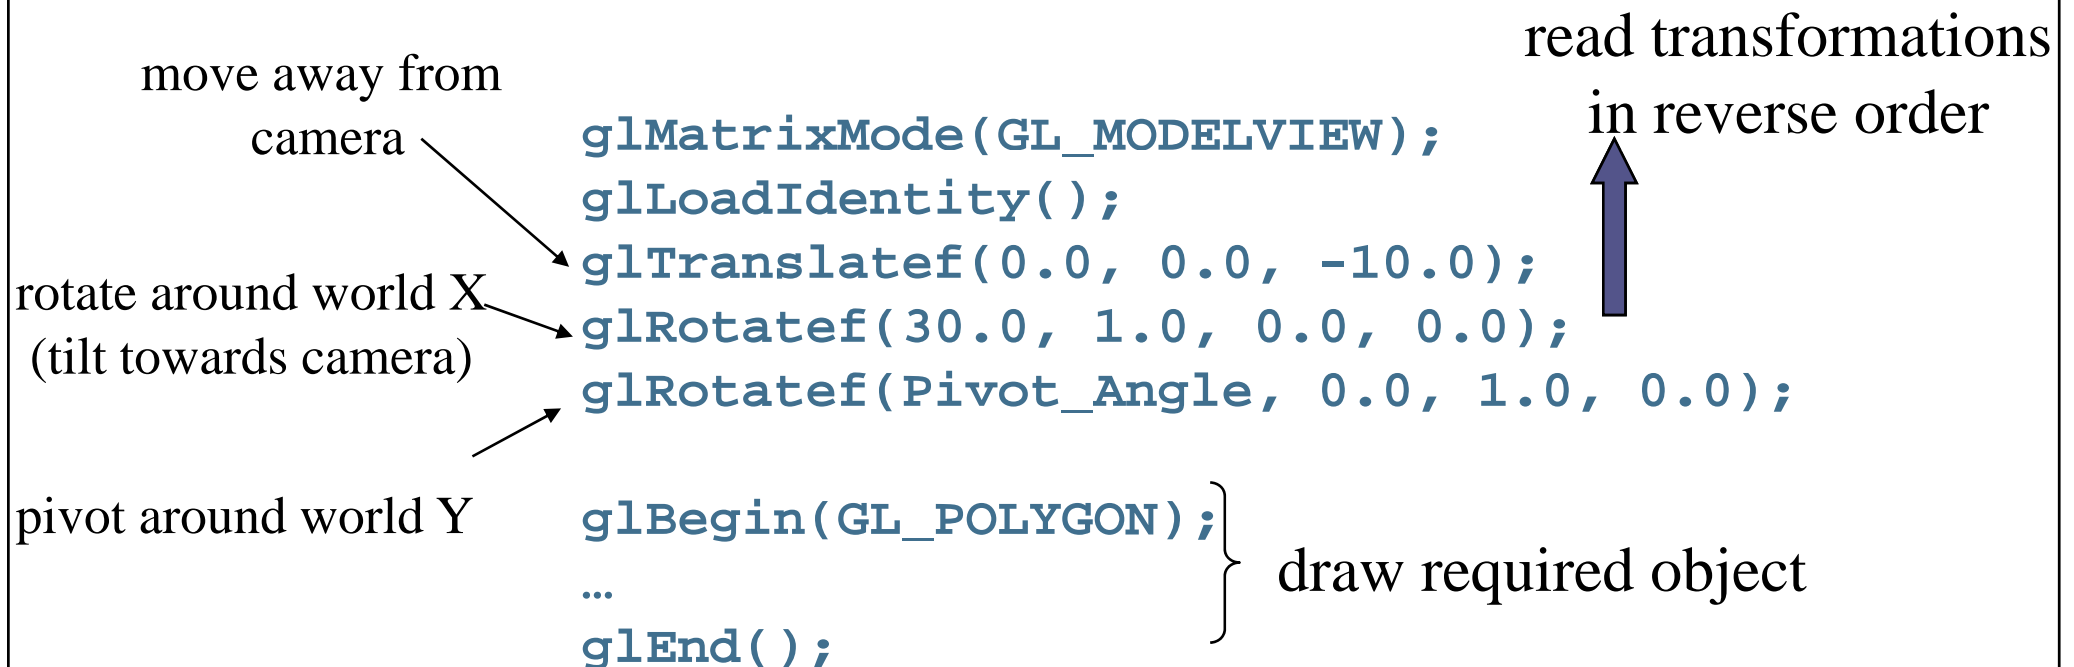 read transformations
in reverse order
move away from
camera
glMatrixMode(GL_MODELVIEW);
glLoadIdentity();
glTranslatef(0.0, 0.0, -10.0);
rotate around world X
(tilt towards camera)
glRotatef(30.0, 1.0, 0.0, 0.0);
glRotatef(Pivot_Angle, 0.0, 1.0, 0.0);
pivot around world Y
glBegin(GL_POLYGON);
…
glEnd();
draw required object